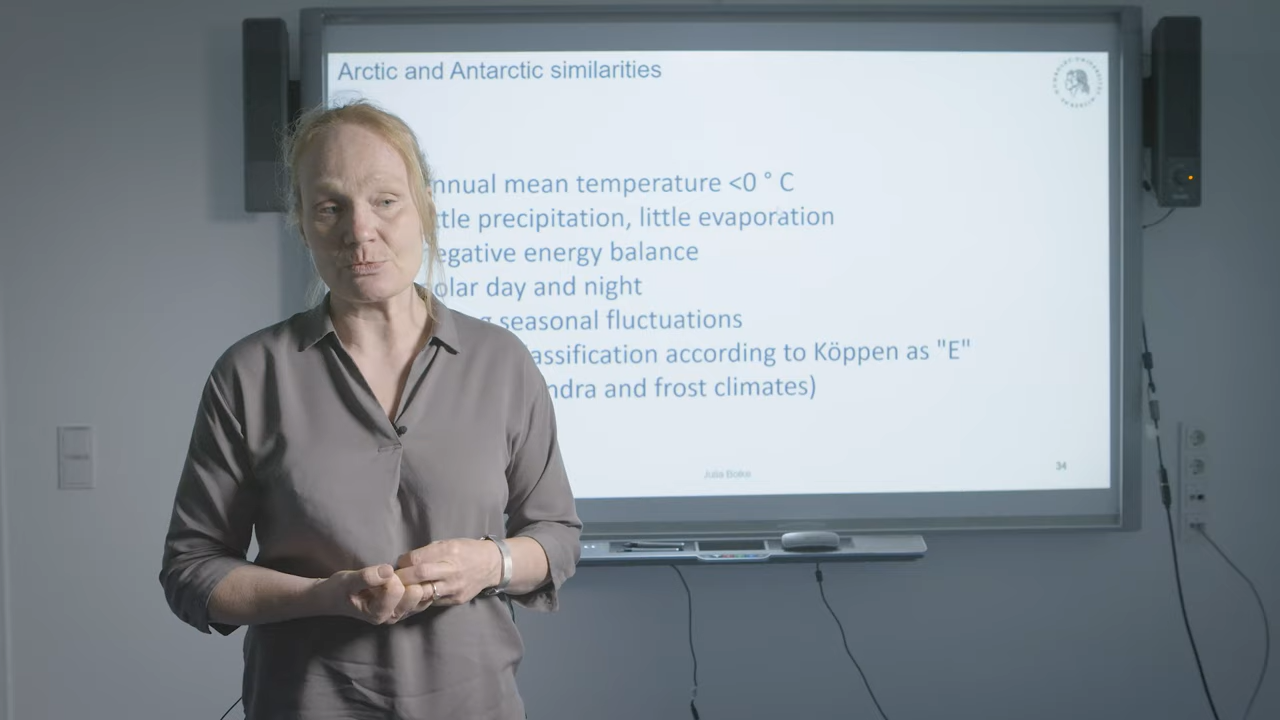 Arctic and Antarctic similarities
nnual mean temperature <0 ° C
ttle precipitation, little evaporation
egative energy balance
olar day and night
g seasonal fluctuations
assification according to Köppen as "E"
ndra and frost climates)
Julia Boike
34